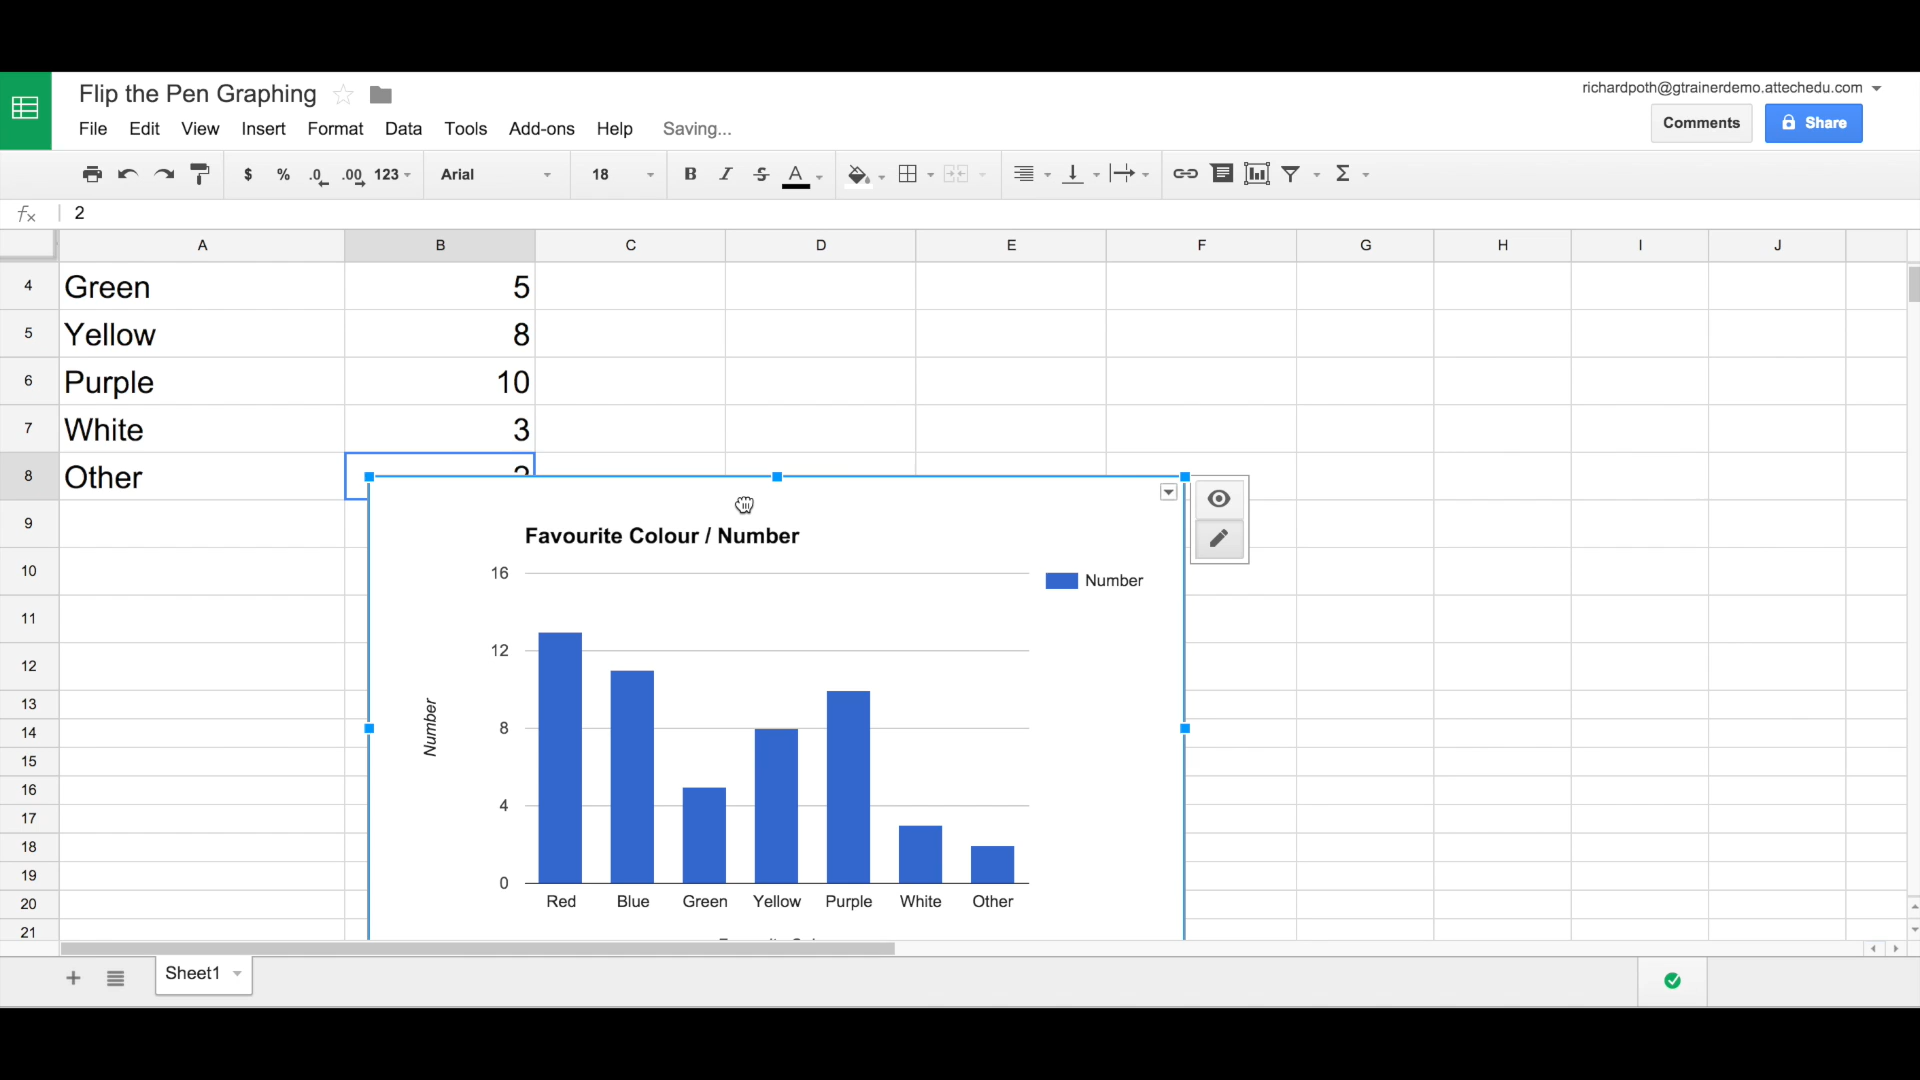 Flip the Pen Graphing
richardpoth@gtrainerdemo.attechedu.com
File Edit View Insert Format Data Tools Add-ons Help Saving...
Comments Share
$ % .0 .00 123 Arial 18 B I S A Σ
fx 2
A B C D E F G H I J
4 Green 5
5 Yellow 8
6 Purple 10
7 White 3
8 Other
9
10
11
12
13
14
15
16
17
18
19
20
21
Favourite Colour / Number
16
12
8
4
0
Number
Number
Red Blue Green Yellow Purple White Other
Sheet1